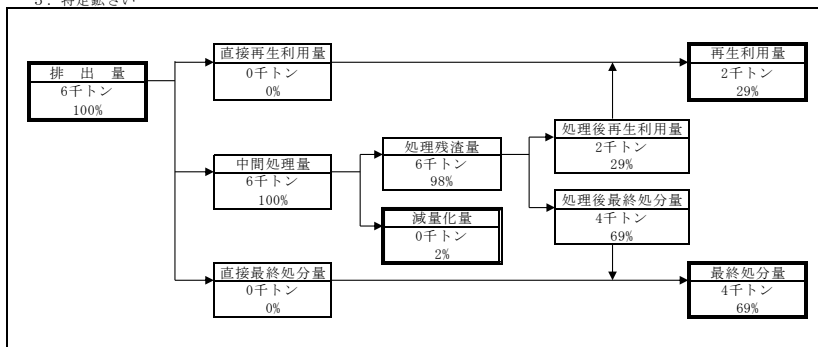 排 出 量
6千トン
100%
直接再生利用量
0千トン
0%
再生利用量
2千トン
29%
中間処理量
6千トン
100%
処理残渣量
6千トン
98%
処理後再生利用量
2千トン
29%
減量化量
0千トン
2%
処理後最終処分量
4千トン
69%
直接最終処分量
0千トン
0%
最終処分量
4千トン
69%